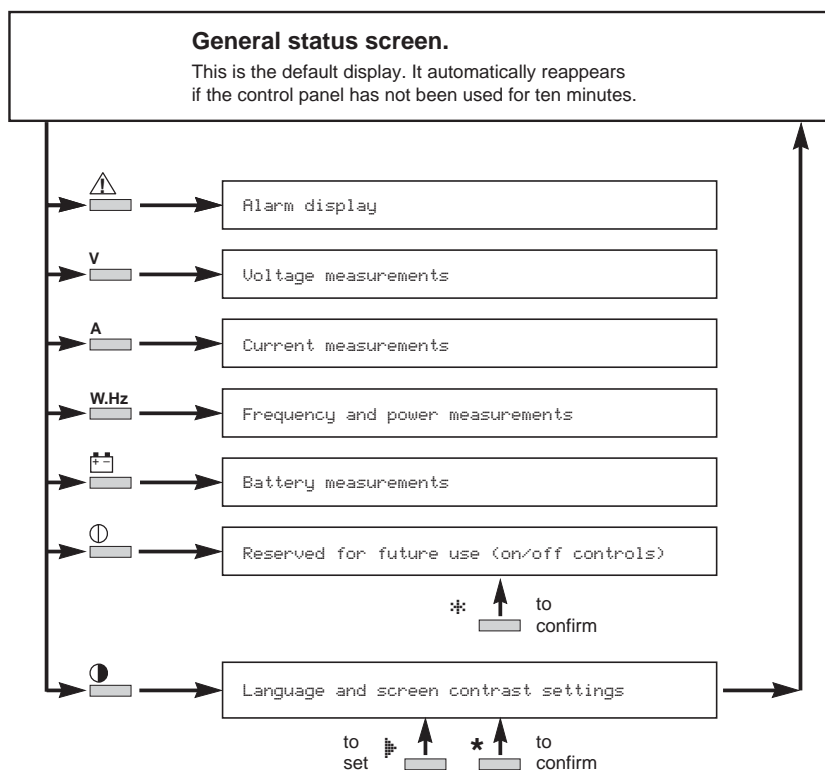 General status screen.
This is the default display. It automatically reappears
if the control panel has not been used for ten minutes.
Alarm display
V
Voltage measurements
A
Current measurements
W.Hz
Frequency and power measurements
+ −
Battery measurements
Reserved for future use (on/off controls)
* to
confirm
Language and screen contrast settings
to
set
* to
confirm